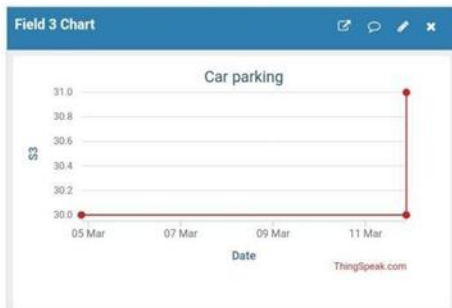 Field 3 Chart
Car parking
31.0
30.8
30.6
30.4
30.2
30.0
S3
05 Mar 07 Mar 09 Mar 11 Mar
Date
ThingSpeak.com